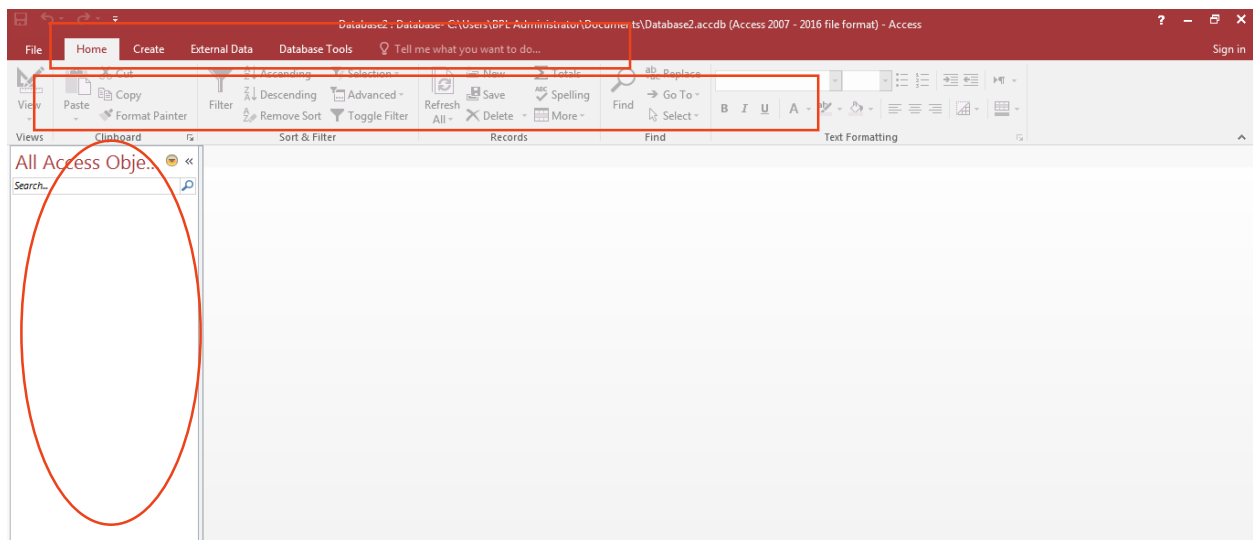 Database2 : Database- C:\Users\BPL Administrator\Documents\Database2.accdb (Access 2007 - 2016 file format) - Access ?
File Home Create External Data Database Tools Tell me what you want to do... Sign in
Cut Ascending Selection New Totals Replace
View Paste Copy Filter Descending Advanced Refresh All Save Spelling Find Go To
Format Painter Remove Sort Toggle Filter Delete More Select B I U A
Views Clipboard Sort & Filter Records Find Text Formatting
All Access Obje...
Search...